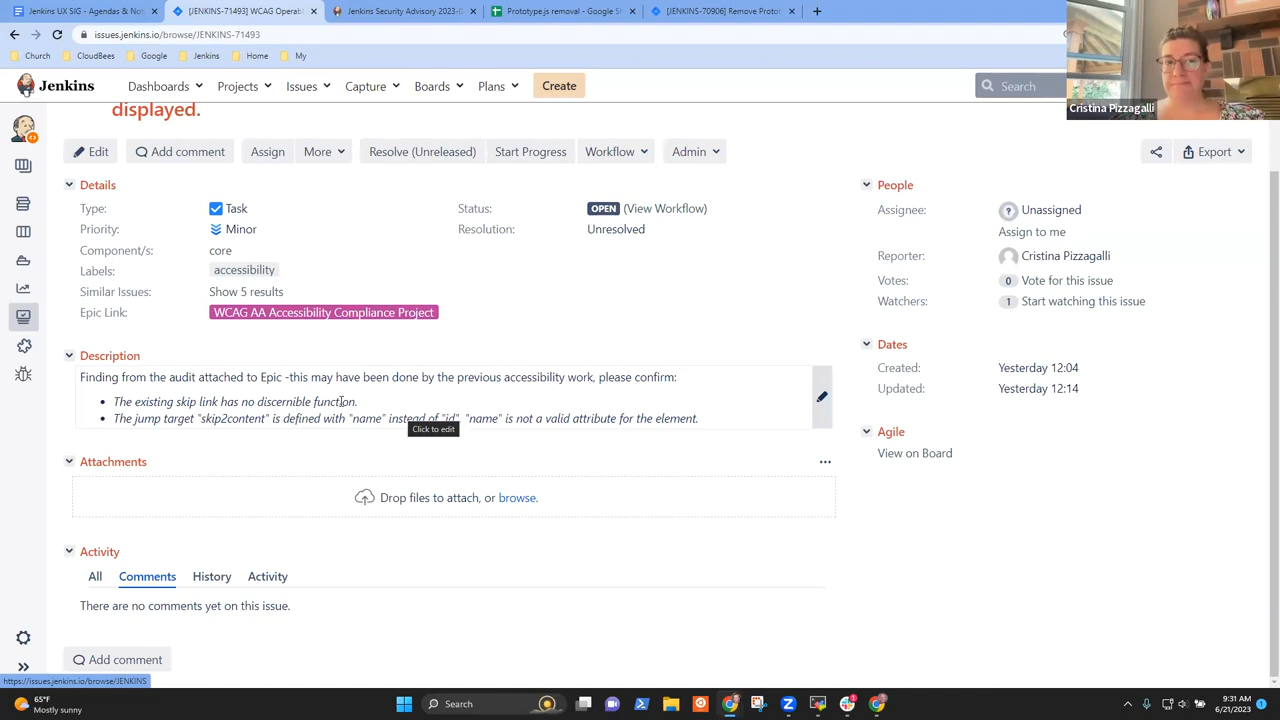 Jenkins UX SIG - Agendas & Not
[JENKINS-71493] WCAG Operabl
Jenkins Security Advisory 2023-0
Prototype.js removal - Google Sh
[JENKINS-70906] Remove Protot
issues.jenkins.io/browse/JENKINS-71493
Church
CloudBees
Google
Jenkins
Home
My
Cristina Pizzagalli
Jenkins
Dashboards
Projects
Issues
Capture
Boards
Plans
Create
Search
displayed.
Edit
Add comment
Assign
More
Resolve (Unreleased)
Start Progress
Workflow
Admin
Export
Details
Type:
Task
Status:
OPEN (View Workflow)
Priority:
Minor
Resolution:
Unresolved
Component/s:
core
Labels:
accessibility
Similar Issues:
Show 5 results
Epic Link:
WCAG AA Accessibility Compliance Project
Description
Finding from the audit attached to Epic -this may have been done by the previous accessibility work, please confirm:
• The existing skip link has no discernible function.
• The jump target "skip2content" is defined with "name" instead of "id". "name" is not a valid attribute for the element.
Click to edit
Attachments
Drop files to attach, or browse.
Activity
All
Comments
History
Activity
There are no comments yet on this issue.
Add comment
People
Assignee:
Unassigned
Assign to me
Reporter:
Cristina Pizzagalli
Votes:
0 Vote for this issue
Watchers:
1 Start watching this issue
Dates
Created:
Yesterday 12:04
Updated:
Yesterday 12:14
Agile
View on Board
https://issues.jenkins.io/browse/JENKINS
65°F
Mostly sunny
Search
9:31 AM
6/21/2023